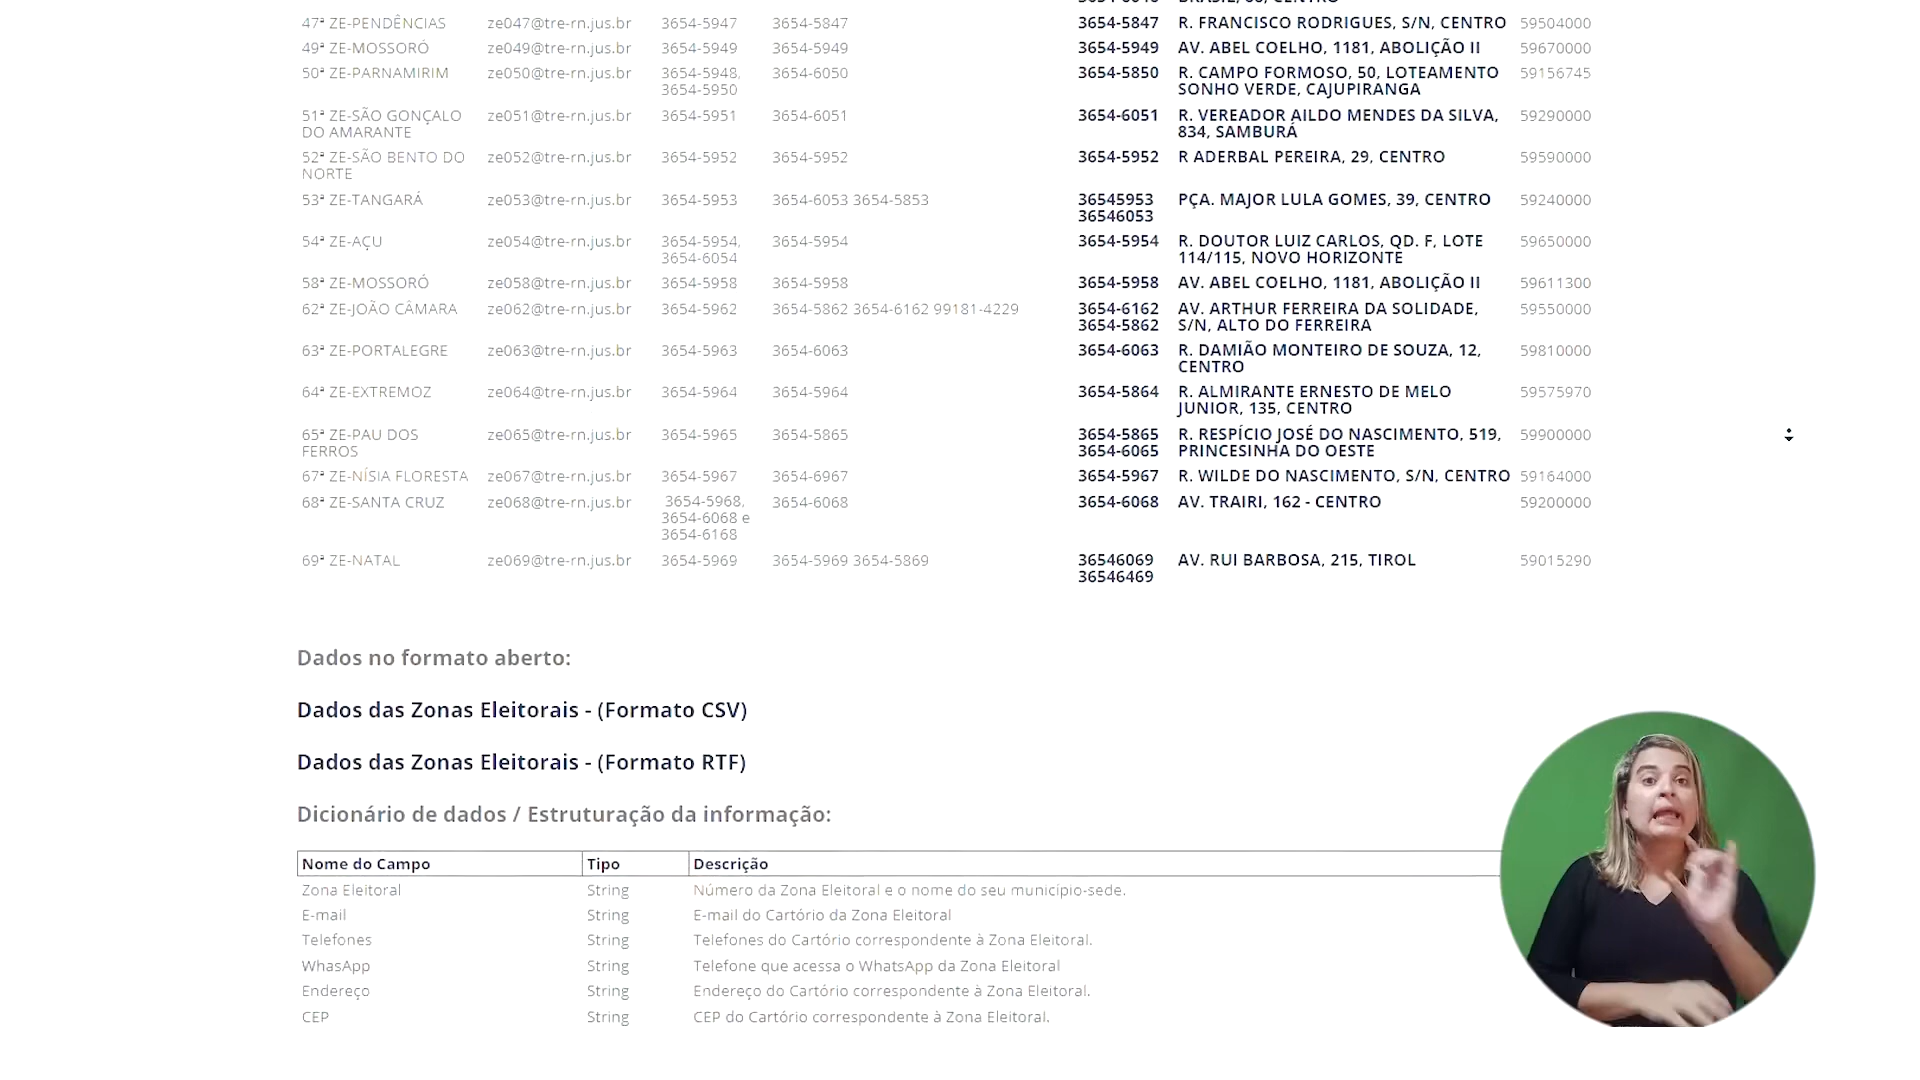 47ª ZE-PENDÊNCIAS ze047@tre-rn.jus.br 3654-5947 3654-5847 3654-5847 R. FRANCISCO RODRIGUES, S/N, CENTRO 59504000
49ª ZE-MOSSORÓ ze049@tre-rn.jus.br 3654-5949 3654-5949 3654-5949 AV. ABEL COELHO, 1181, ABOLIÇÃO II 59670000
50ª ZE-PARNAMIRIM ze050@tre-rn.jus.br 3654-5948, 3654-6050 3654-5850 R. CAMPO FORMOSO, 50, LOTEAMENTO 59156745
3654-5950 SONHO VERDE, CAJUPIRANGA
51ª ZE-SÃO GONÇALO ze051@tre-rn.jus.br 3654-5951 3654-6051 3654-6051 R. VEREADOR AILDO MENDES DA SILVA, 59290000
DO AMARANTE 834, SAMBURÁ
52ª ZE-SÃO BENTO DO ze052@tre-rn.jus.br 3654-5952 3654-5952 3654-5952 R ADERBAL PEREIRA, 29, CENTRO 59590000
NORTE
53ª ZE-TANGARÁ ze053@tre-rn.jus.br 3654-5953 3654-6053 3654-5853 36545953 PÇA. MAJOR LULA GOMES, 39, CENTRO 59240000
36546053
54ª ZE-AÇU ze054@tre-rn.jus.br 3654-5954, 3654-5954 3654-5954 R. DOUTOR LUIZ CARLOS, QD. F, LOTE 59650000
3654-6054 114/115, NOVO HORIZONTE
58ª ZE-MOSSORÓ ze058@tre-rn.jus.br 3654-5958 3654-5958 3654-5958 AV. ABEL COELHO, 1181, ABOLIÇÃO II 59611300
62ª ZE-JOÃO CÂMARA ze062@tre-rn.jus.br 3654-5962 3654-5862 3654-6162 99181-4229 3654-6162 AV. ARTHUR FERREIRA DA SOLIDADE, 59550000
3654-5862 S/N, ALTO DO FERREIRA
63ª ZE-PORTALEGRE ze063@tre-rn.jus.br 3654-5963 3654-6063 3654-6063 R. DAMIÃO MONTEIRO DE SOUZA, 12, 59810000
CENTRO
64ª ZE-EXTREMOZ ze064@tre-rn.jus.br 3654-5964 3654-5964 3654-5864 R. ALMIRANTE ERNESTO DE MELO 59575970
JUNIOR, 135, CENTRO
65ª ZE-PAU DOS ze065@tre-rn.jus.br 3654-5965 3654-5865 3654-5865 R. RESPÍCIO JOSÉ DO NASCIMENTO, 519, 59900000
FERROS 3654-6065 PRINCESINHA DO OESTE
67ª ZE-NÍSIA FLORESTA ze067@tre-rn.jus.br 3654-5967 3654-6967 3654-5967 R. WILDE DO NASCIMENTO, S/N, CENTRO 59164000
68ª ZE-SANTA CRUZ ze068@tre-rn.jus.br 3654-5968, 3654-6068 3654-6068 AV. TRAIRI, 162 - CENTRO 59200000
3654-6068 e
3654-6168
69ª ZE-NATAL ze069@tre-rn.jus.br 3654-5969 3654-5969 3654-5869 36546069 AV. RUI BARBOSA, 215, TIROL 59015290
36546469
Dados no formato aberto:
Dados das Zonas Eleitorais - (Formato CSV)
Dados das Zonas Eleitorais - (Formato RTF)
Dicionário de dados / Estruturação da informação:
Nome do Campo Tipo Descrição
Zona Eleitoral String Número da Zona Eleitoral e o nome do seu município-sede.
E-mail String E-mail do Cartório da Zona Eleitoral
Telefones String Telefones do Cartório correspondente à Zona Eleitoral.
WhasApp String Telefone que acessa o WhatsApp da Zona Eleitoral
Endereço String Endereço do Cartório correspondente à Zona Eleitoral.
CEP String CEP do Cartório correspondente à Zona Eleitoral.